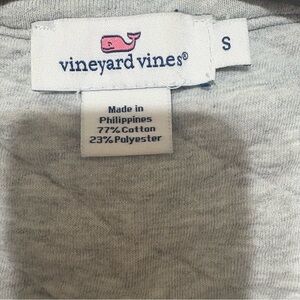 vineyard vines®
S
Made in
Philippines
77% Cotton
23% Polyester